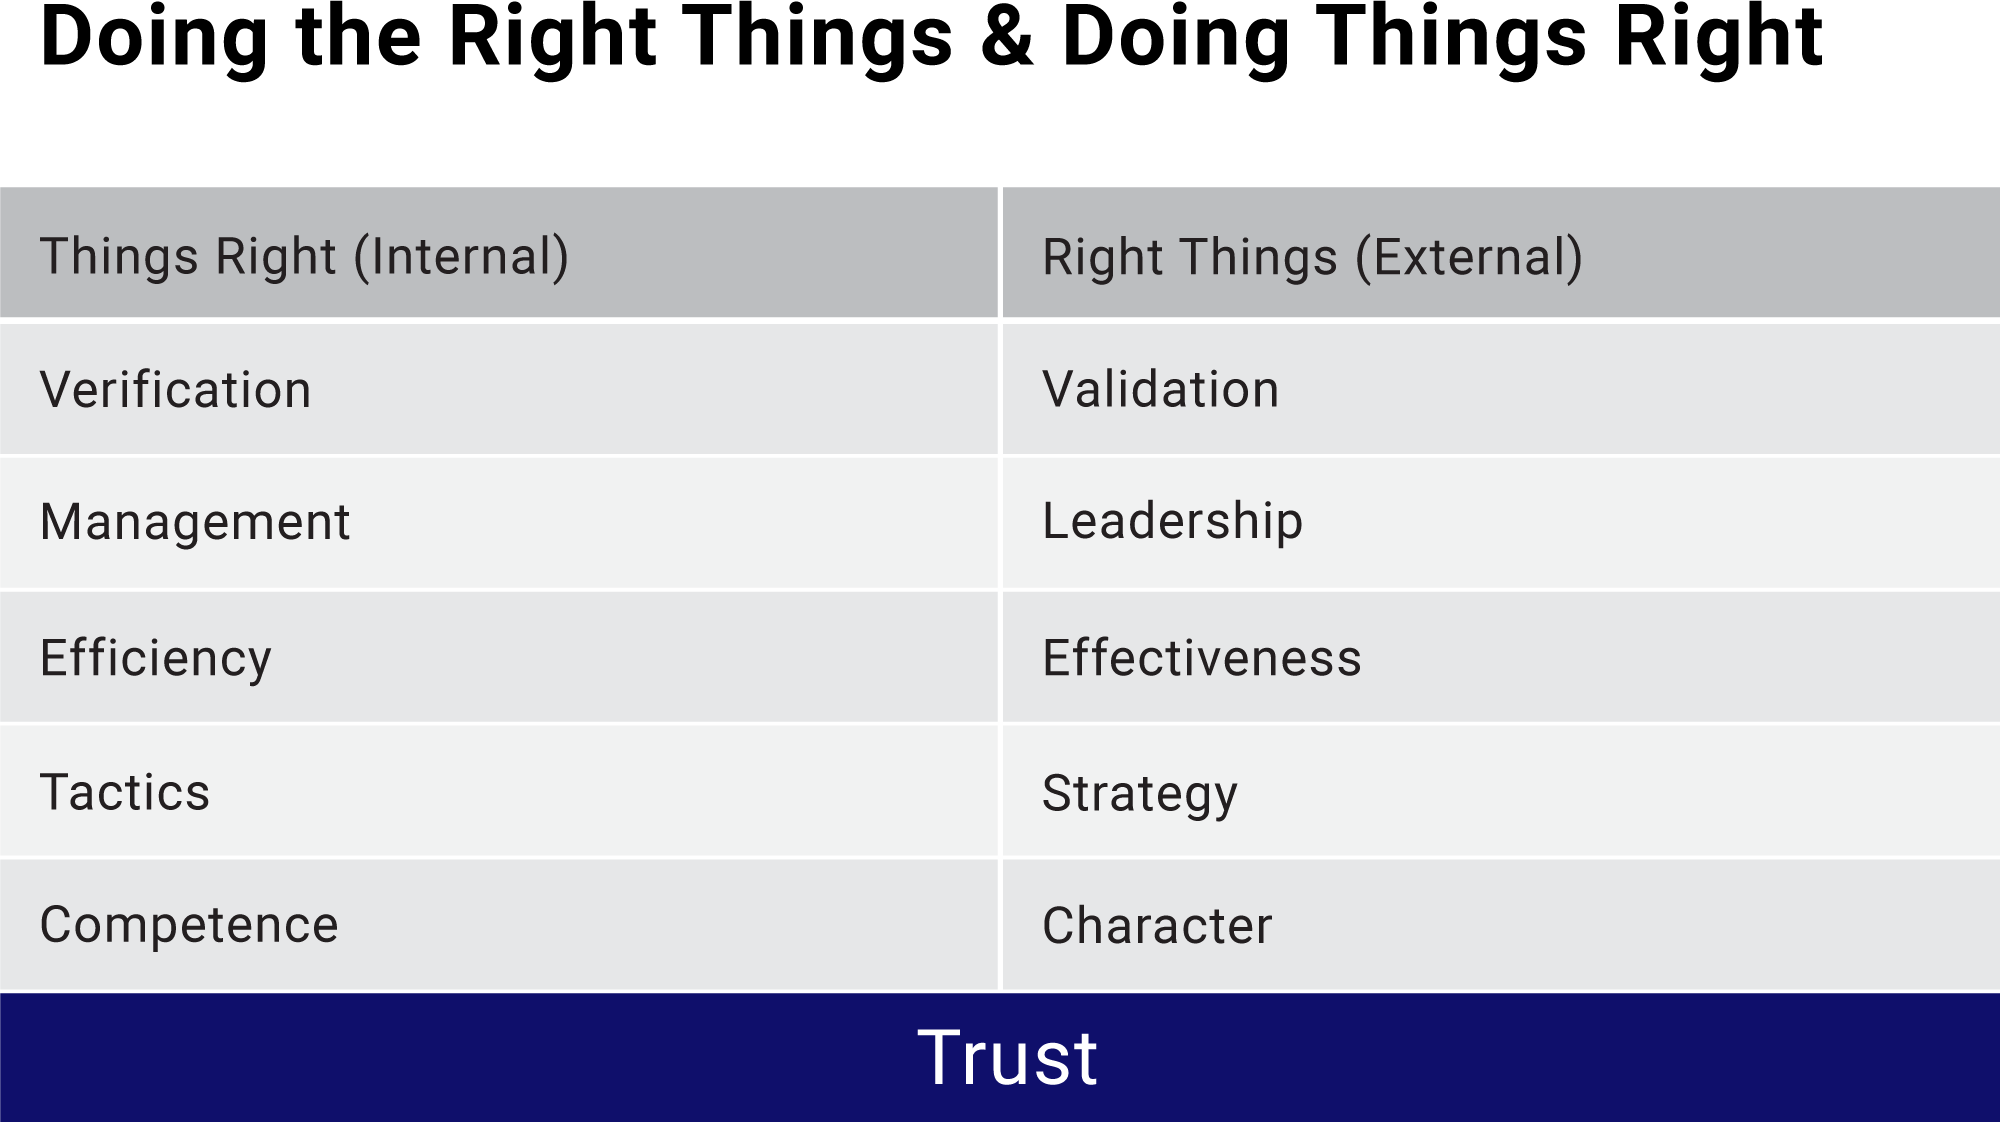 Doing the Right Things & Doing Things Right
Things Right (Internal)
Right Things (External)
Verification
Validation
Management
Leadership
Efficiency
Effectiveness
Tactics
Strategy
Competence
Character
Trust